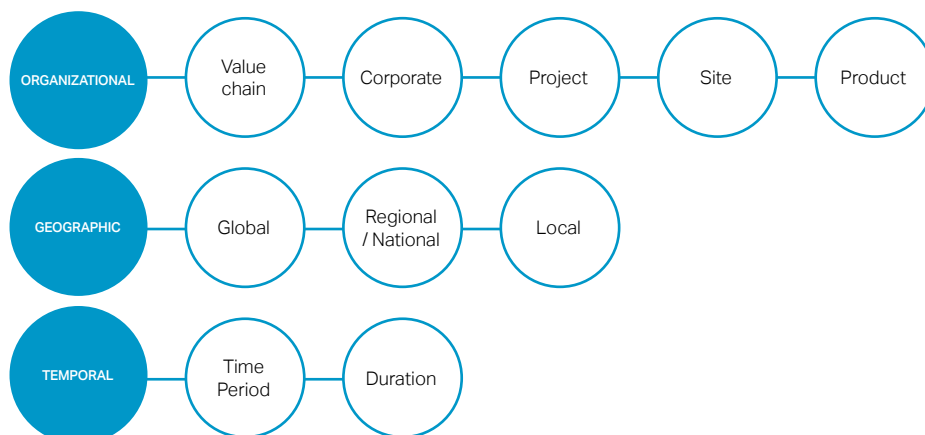 ORGANIZATIONAL
Value
chain
Corporate
Project
Site
Product
GEOGRAPHIC
Global
Regional
/ National
Local
TEMPORAL
Time
Period
Duration